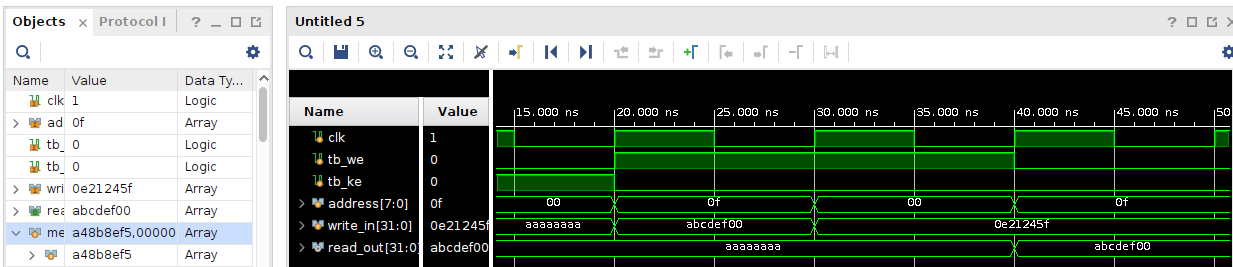 Objects × Protocol I ? _
Name Value Data Ty...
clk 1 Logic
> ad 0f Array
tb_ 0 Logic
tb_ 0 Logic
> wri 0e21245f Array
> rea abcdef00 Array
me a48b8ef5,00000 Array
> a48b8ef5 Array
Untitled 5 ?
Name Value
15.000 ns 20.000 ns 25.000 ns 30.000 ns 35.000 ns 40.000 ns 45.000 ns 50
clk 1
tb_we 0
tb_ke 0
> address[7:0] 0f 00 0f 00 0f
> write_in[31:0] 0e21245f aaaaaaaa abcdef00 0e21245f
> read_out[31:0] abcdef00 aaaaaaaa abcdef00